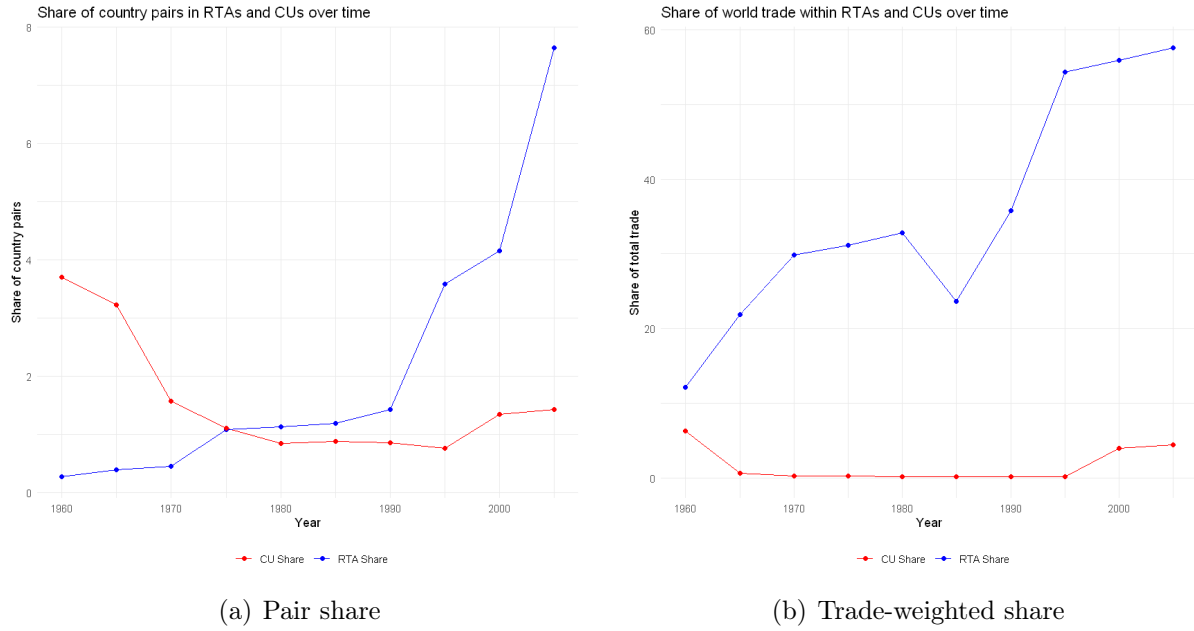 Share of country pairs in RTAs and CUs over time
8
6
4
2
0
Share of country pairs
1960 1970 1980 1990 2000
Year
CU Share RTA Share
(a) Pair share
Share of world trade within RTAs and CUs over time
60
40
20
0
Share of total trade
1960 1970 1980 1990 2000
Year
CU Share RTA Share
(b) Trade-weighted share